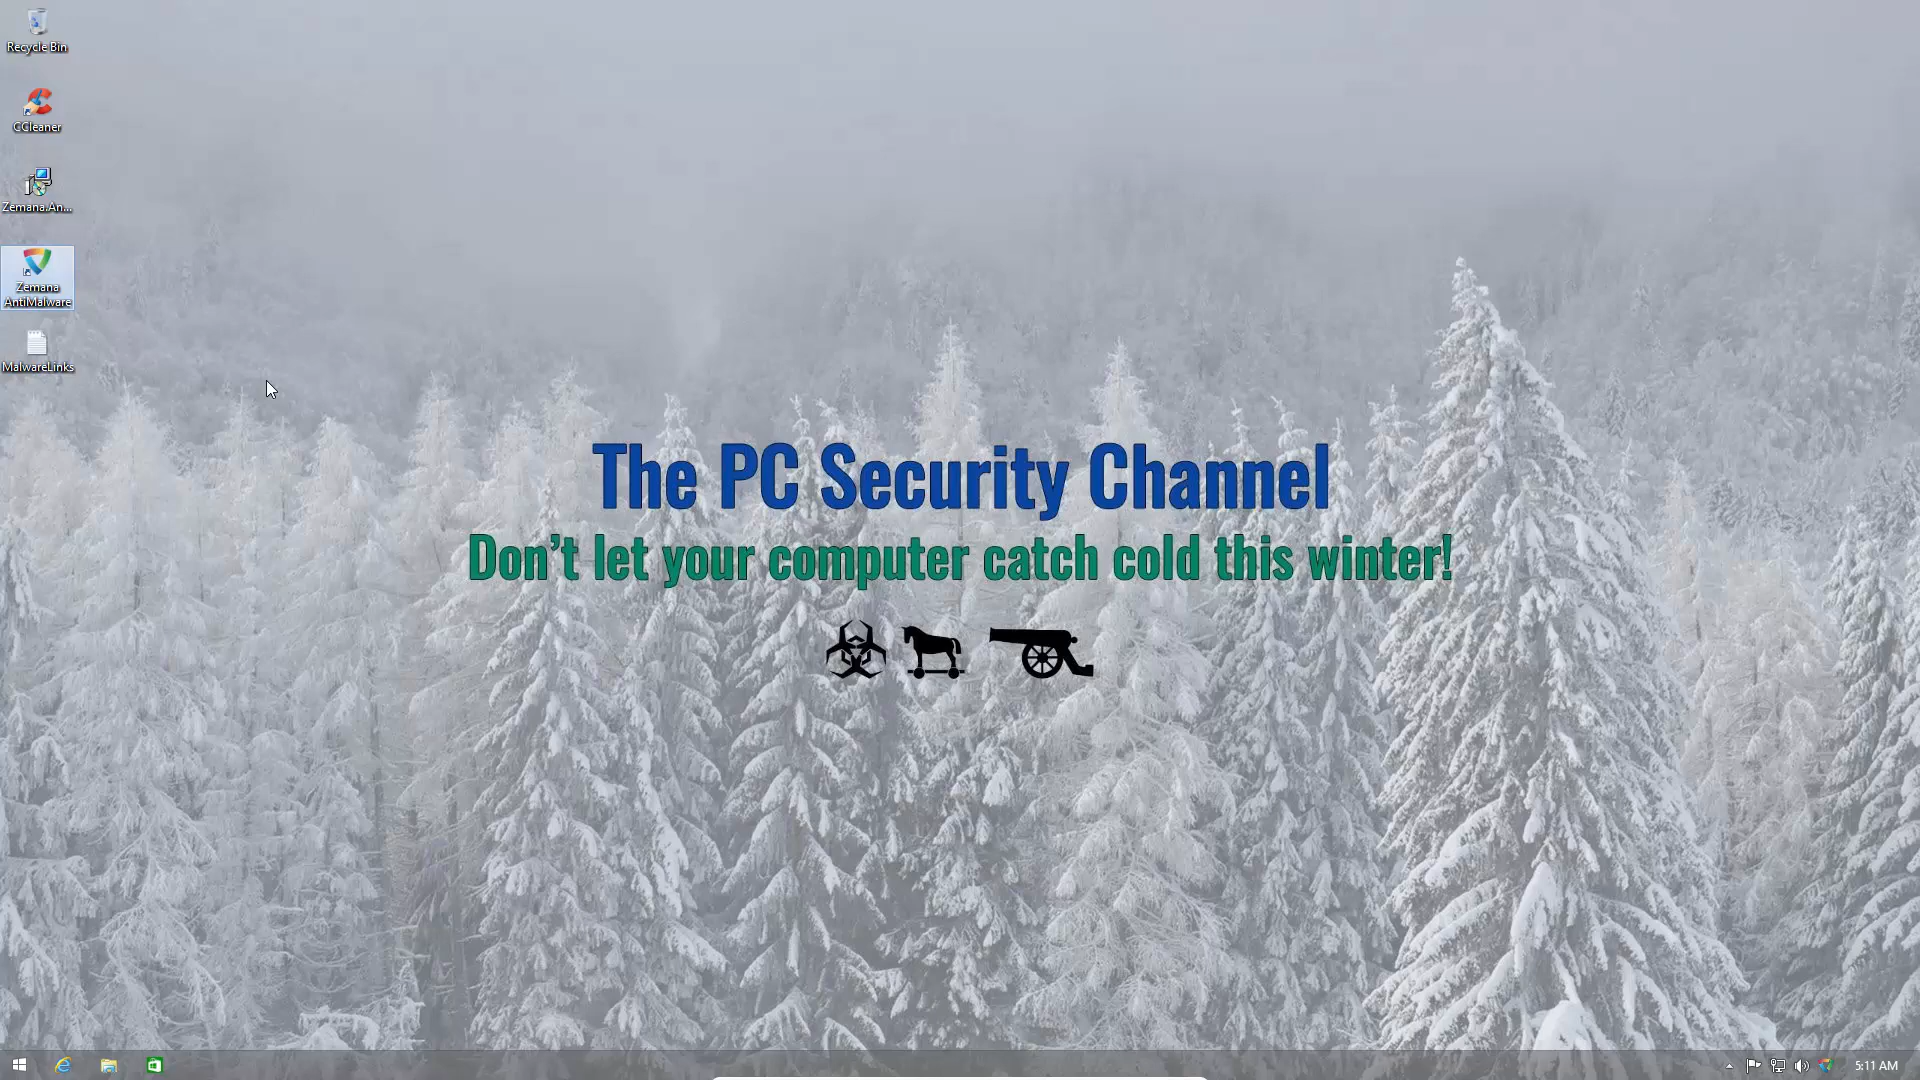 Recycle Bin
CCleaner
Zemana.An...
Zemana
AntiMalware
MalwareLinks
The PC Security Channel
Don't let your computer catch cold this winter!
5:11 AM